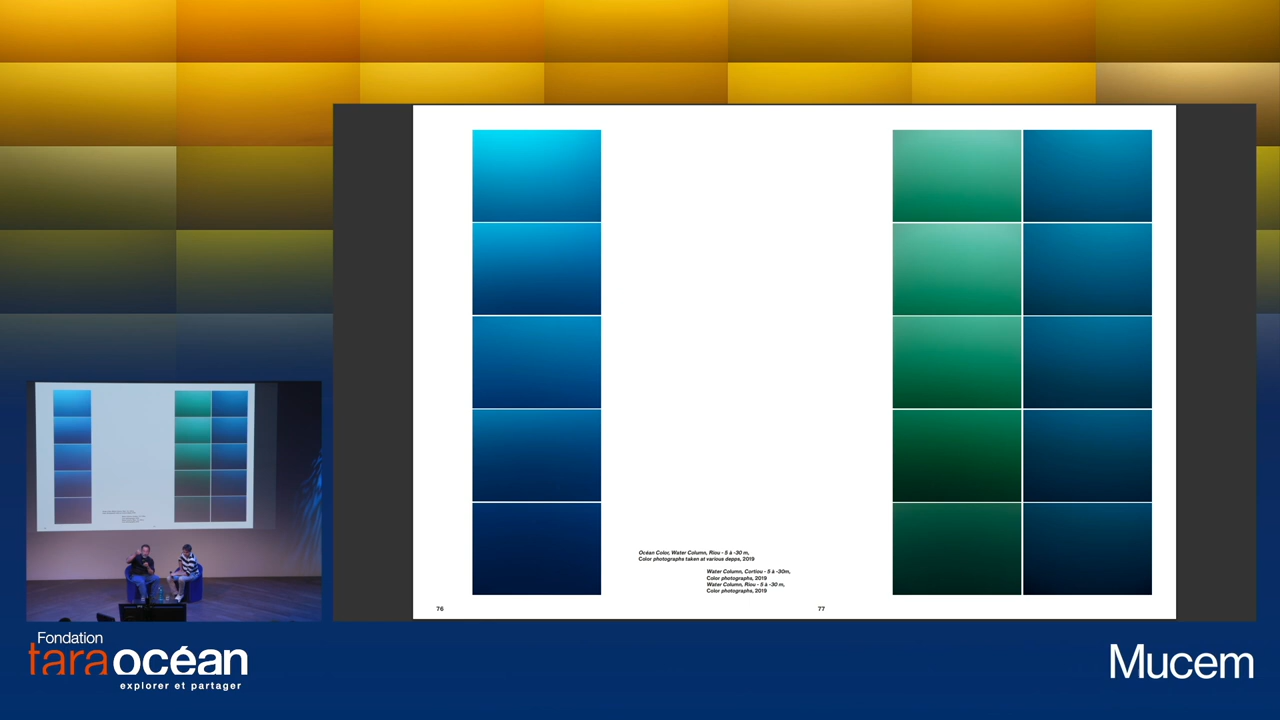 Océan Color, Water Column, Riou - 5 à -30 m,
Color photographs taken at various depps, 2019
Water Column, Cortiou - 5 à -30m,
Color photographs, 2019
Water Column, Riou - 5 à -30 m,
Color photographs, 2019
76
77
Fondation
taraocéan
explorer et partager
Mucem